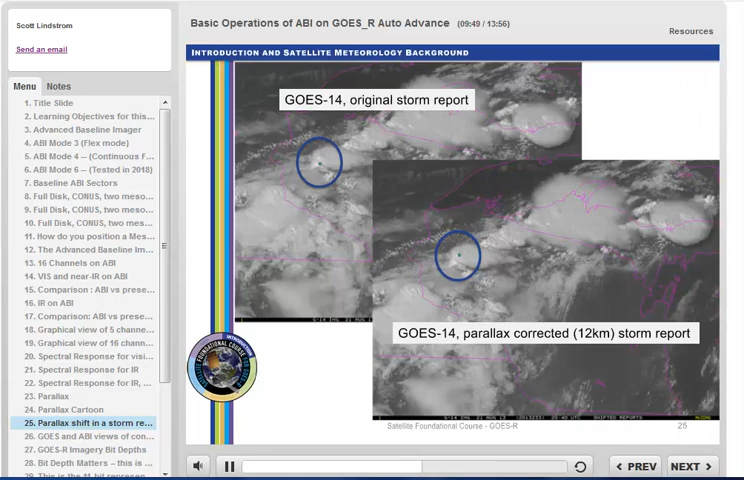 Scott Lindstrom
Send an email
Menu
Notes
1. Title Slide
2. Learning Objectives for this...
3. Advanced Baseline Imager
4. ABI Mode 3 (Flex mode)
5. ABI Mode 4 -- (Continuous F...
6. ABI Mode 6 -- (Tested in 2018)
7. Baseline ABI Sectors
8. Full Disk, CONUS, two meso...
9. Full Disk, CONUS, two meso...
10. Full Disk, CONUS, two mes...
11. How do you position a Mes...
12. The Advanced Baseline Im...
13. 16 Channels on ABI
14. VIS and near-IR on ABI
15. Comparison : ABI vs prese...
16. IR on ABI
17. Comparison: ABI vs presen...
18. Graphical view of 5 channe...
19. Graphical view of 16 chann...
20. Spectral Response for visi...
21. Spectral Response for IR
22. Spectral Response for IR, ...
23. Parallax
24. Parallax Cartoon
25. Parallax shift in a storm re...
26. GOES and ABI views of con...
27. GOES-R Imagery Bit Depths
28. Bit Depth Matters -- this is ...
Basic Operations of ABI on GOES_R Auto Advance (09:49 / 13:56)
Resources
INTRODUCTION AND SATELLITE METEOROLOGY BACKGROUND
GOES-14, original storm report
GOES-14, parallax corrected (12km) storm report
INTRODUCTION
Satellite Foundational Course - GOES-R
25
< PREV
NEXT >